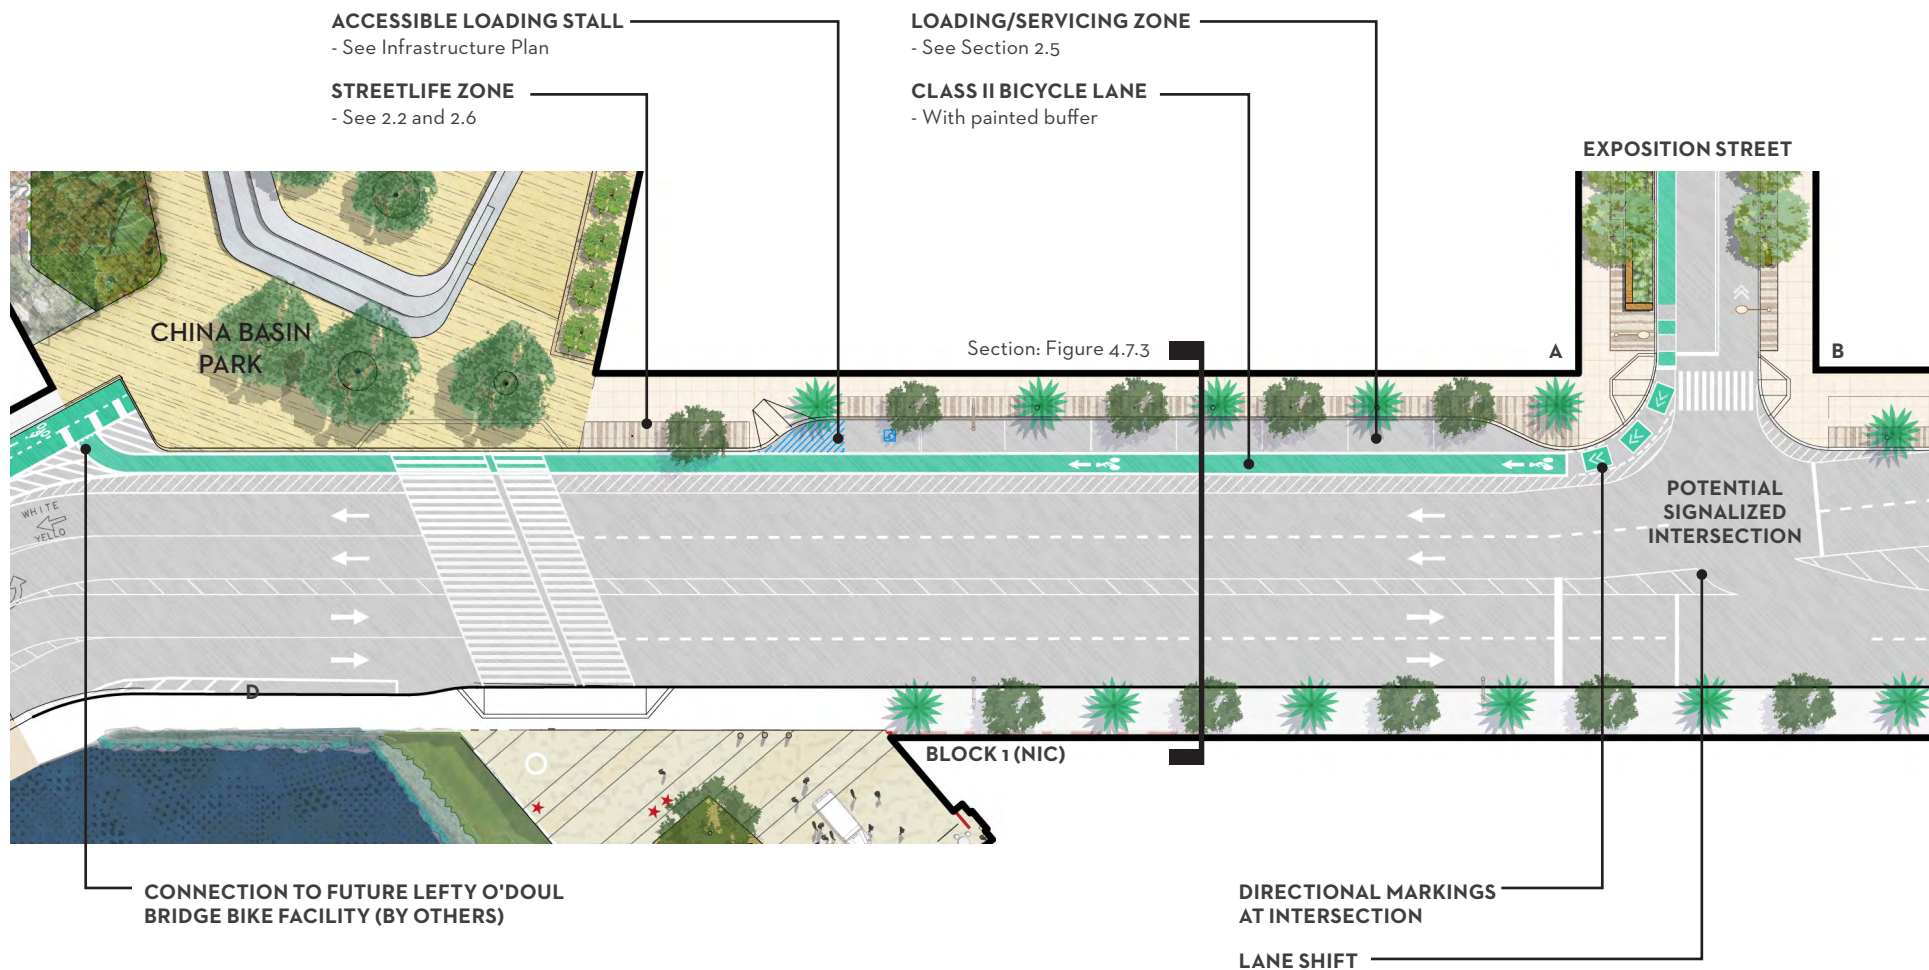 ACCESSIBLE LOADING STALL
- See Infrastructure Plan
STREETLIFE ZONE
- See 2.2 and 2.6
LOADING/SERVICING ZONE
- See Section 2.5
CLASS II BICYCLE LANE
- With painted buffer
EXPOSITION STREET
CHINA BASIN
PARK
Section: Figure 4.7.3
A
B
WHITE
YELLO
POTENTIAL
SIGNALIZED
INTERSECTION
D
BLOCK 1 (NIC)
CONNECTION TO FUTURE LEFTY O'DOUL
BRIDGE BIKE FACILITY (BY OTHERS)
DIRECTIONAL MARKINGS
AT INTERSECTION
LANE SHIFT